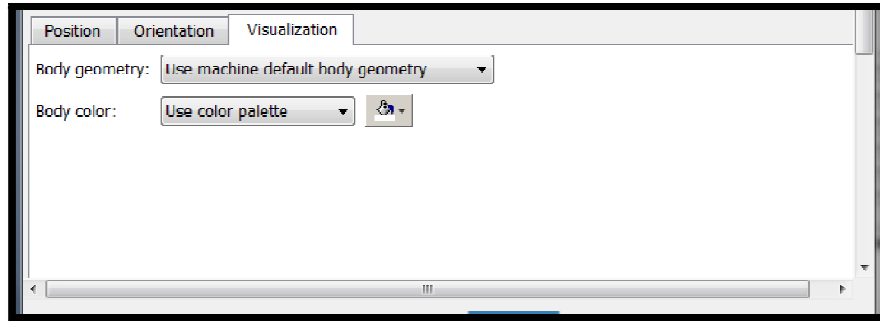 Position Orientation Visualization
Body geometry: Use machine default body geometry
Body color: Use color palette